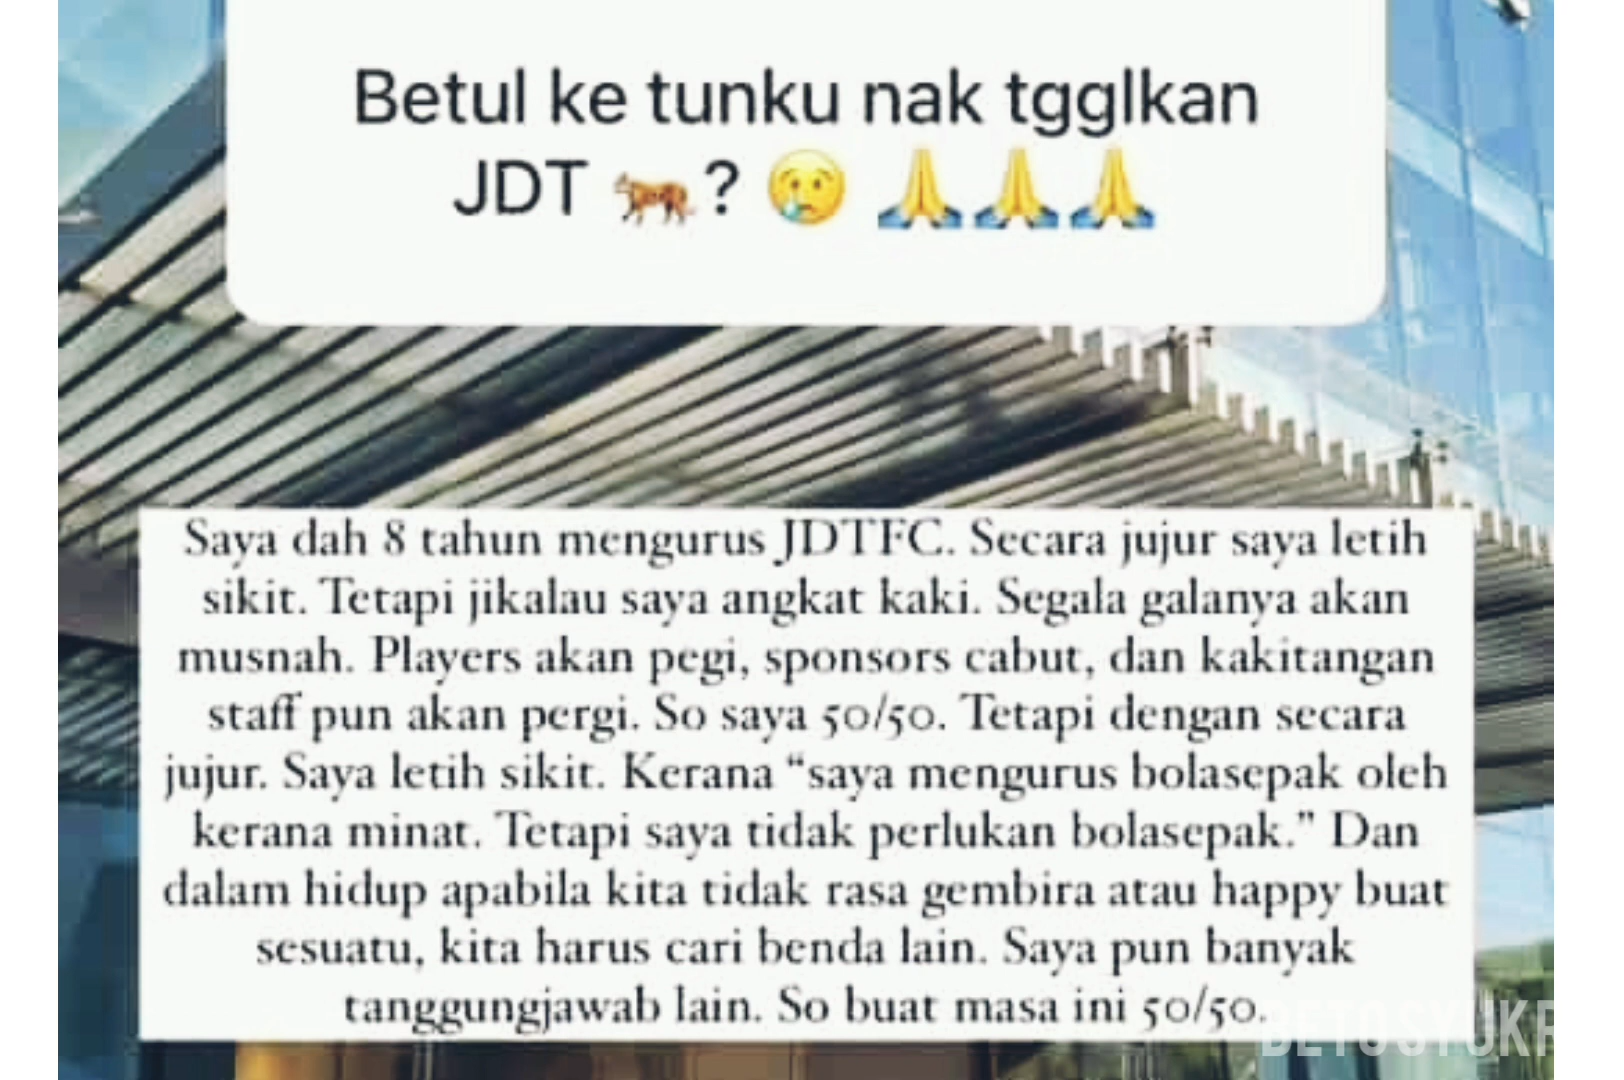 Betul ke tunku nak tgglkan
JDT 🐅? 😢 🙏🙏🙏
Saya dah 8 tahun mengurus JDTFC. Secara jujur saya letih
sikit. Tetapi jikalau saya angkat kaki. Segala galanya akan
musnah. Players akan pegi, sponsors cabut, dan kakitangan
staff pun akan pergi. So saya 50/50. Tetapi dengan secara
jujur. Saya letih sikit. Kerana “saya mengurus bolasepak oleh
kerana minat. Tetapi saya tidak perlukan bolasepak.” Dan
dalam hidup apabila kita tidak rasa gembira atau happy buat
sesuatu, kita harus cari benda lain. Saya pun banyak
tanggungjawab lain. So buat masa ini 50/50.